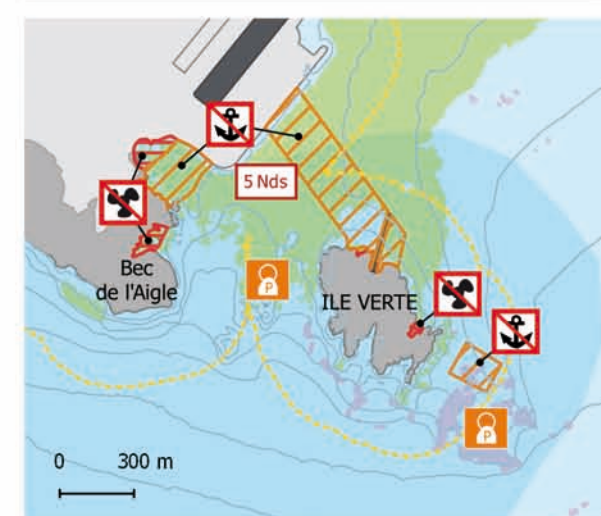 5 Nds
Bec
de l'Aigle
P
ILE VERTE
P
0 300 m